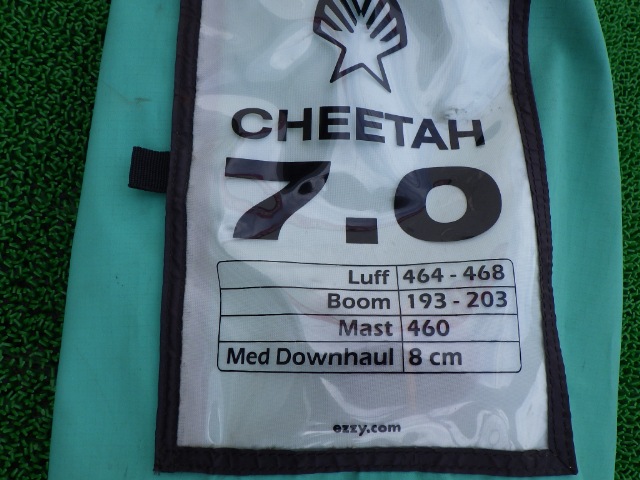 CHEETAH
7.0
Luff 464 - 468
Boom 193 - 203
Mast 460
Med Downhaul 8 cm
ezzy.com